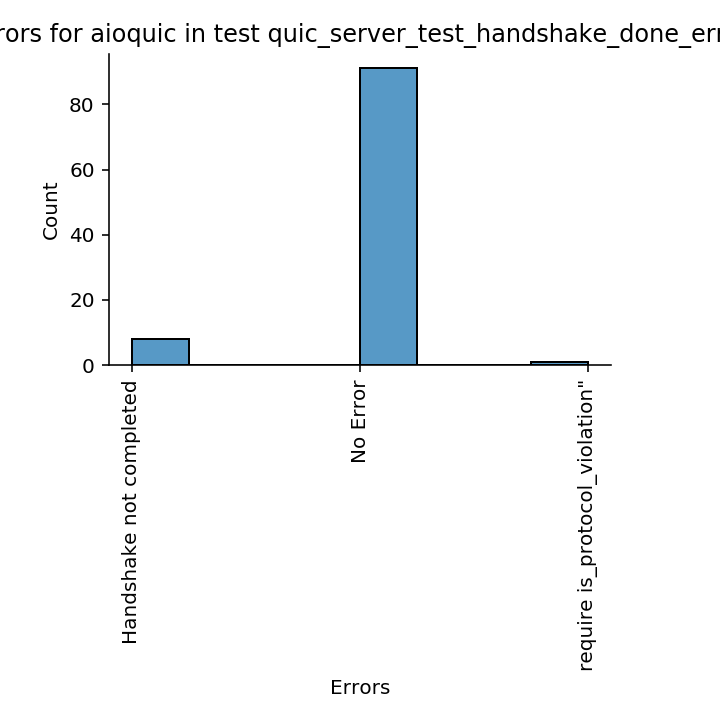 rors for aioquic in test quic_server_test_handshake_done_err
Count
80
60
40
20
0
Handshake not completed
No Error
require is_protocol_violation"
Errors